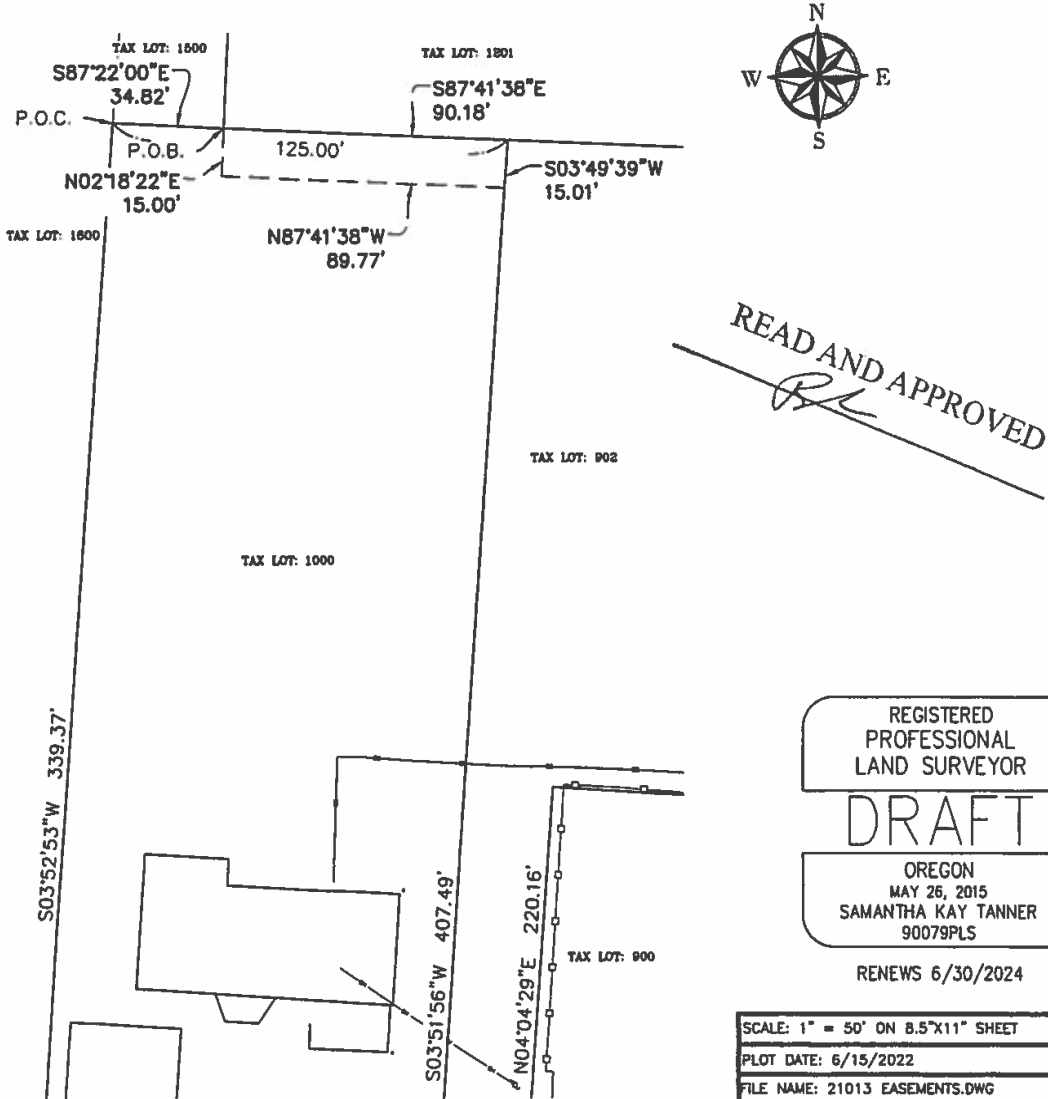 N
W E
S
TAX LOT: 1500
TAX LOT: 1201
S87°22'00"E
34.82'
S87°41'38"E
90.18'
P.O.C.
P.O.B.
125.00'
N02°18'22"E
15.00'
S03°49'39"W
15.01'
TAX LOT: 1600
N87°41'38"W
89.77'
READ AND APPROVED
TAX LOT: 902
TAX LOT: 1000
S03°52'53"W 339.37'
S03°51'56"W 407.49'
N04°04'29"E 220.16'
TAX LOT: 900
REGISTERED
PROFESSIONAL
LAND SURVEYOR
DRAFT
OREGON
MAY 26, 2015
SAMANTHA KAY TANNER
90079PLS
RENEWS 6/30/2024
SCALE: 1" = 50' ON 8.5"X11" SHEET
PLOT DATE: 6/15/2022
FILE NAME: 21013 EASEMENTS.DWG